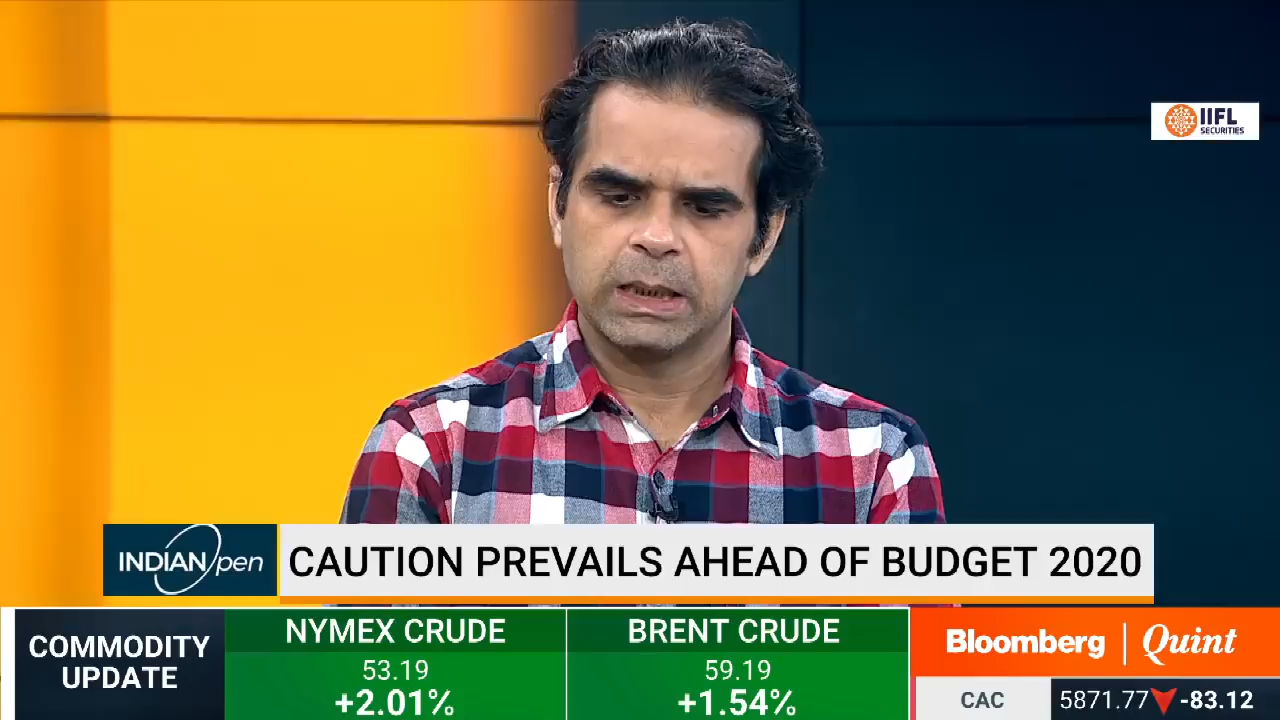 IIFL
SECURITIES
INDIAN Open
CAUTION PREVAILS AHEAD OF BUDGET 2020
COMMODITY
UPDATE
NYMEX CRUDE
53.19
+2.01%
BRENT CRUDE
59.19
+1.54%
Bloomberg | Quint
CAC
5871.77 -83.12